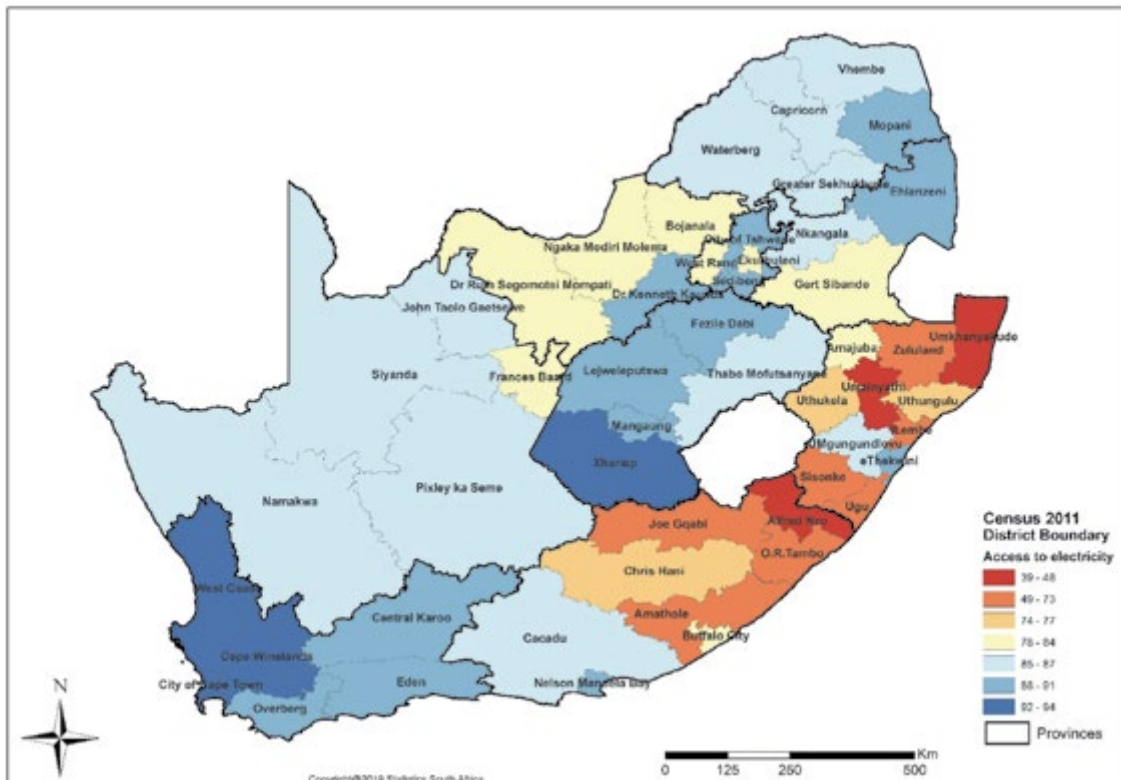 Vhembe
Capricorn
Mopani
Waterberg
Greater Sekhukhune
Ehlanzeni
Bojanala
Nkangala
Ngaka Modiri Molema
West Rand
Ekurhuleni
Sedibeng
Gert Sibande
Dr Ruth Segomotsi Mompati
Dr Kenneth Kaunda
John Taolo Gaetsewe
Fezile Dabi
Umkhanyakude
Amajuba
Zululand
Siyanda
Frances Baard
Lejweleputswa
Thabo Mofutsanyane
Umzinyathi
Uthukela
Uthungulu
Mangaung
iLembe
UMgungundlovu
eThekwini
Xhariep
Sisonke
Namakwa
Pixley ka Seme
Ugu
Joe Gqabi
Alfred Nzo
O.R.Tambo
Chris Hani
West Coast
Central Karoo
Amathole
Buffalo City
Cacadu
Cape Winelands
City of Cape Town
Eden
Nelson Mandela Bay
Overberg
Census 2011
District Boundary
Access to electricity
39 - 48
49 - 73
74 - 77
78 - 84
85 - 87
88 - 91
92 - 94
Provinces
N
Km
0 125 250 500
Copyright@2019 Statistics South Africa